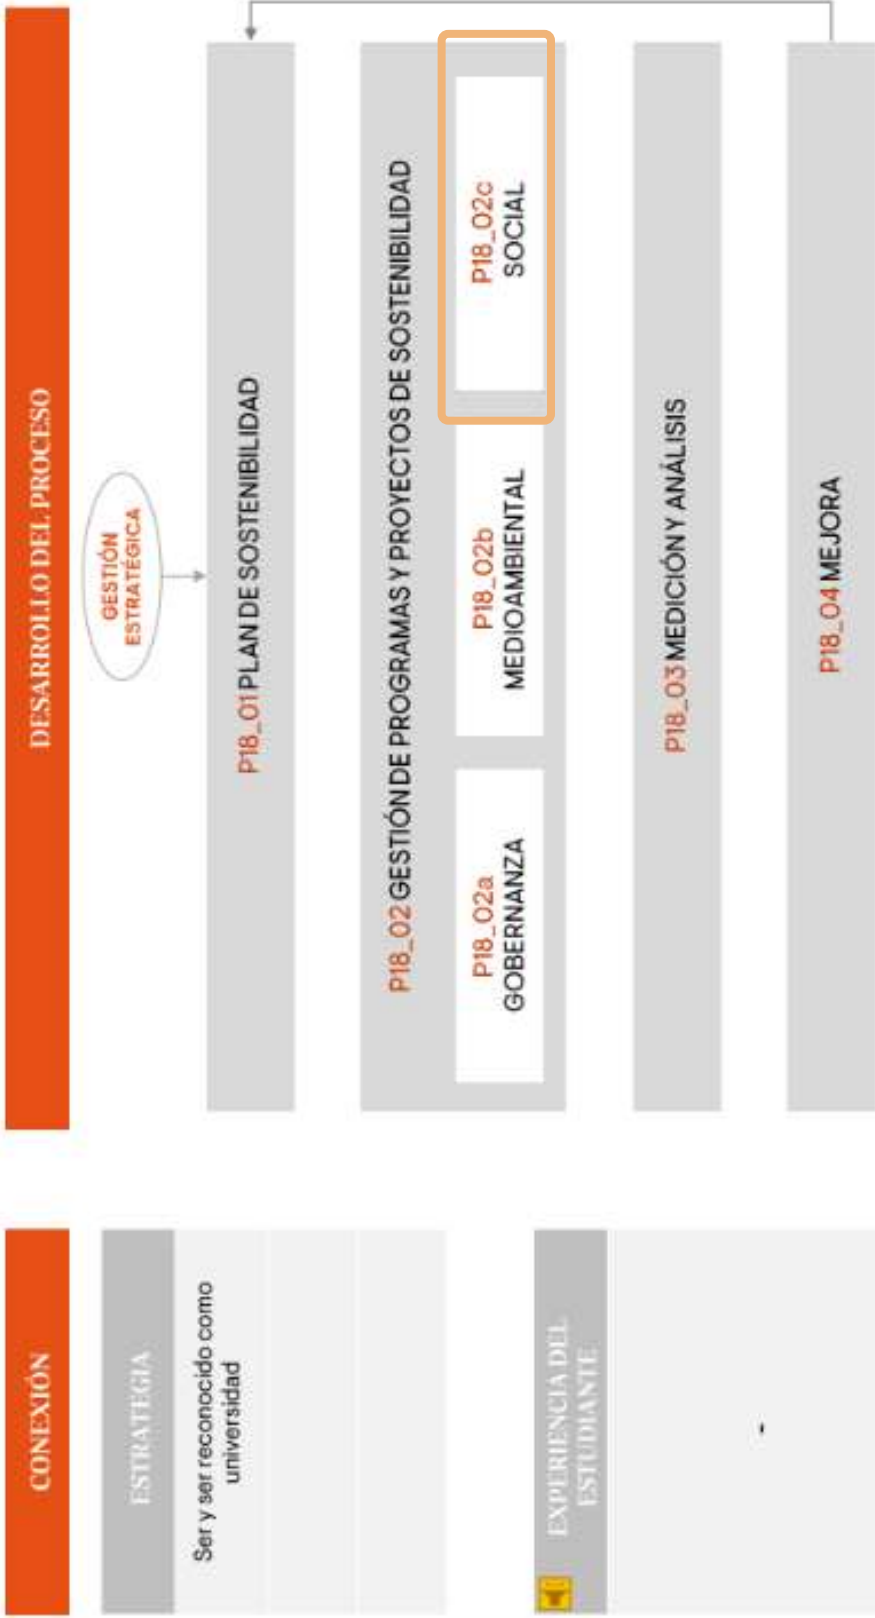 CONEXIÓN
ESTRATEGIA
Ser y ser reconocido como
universidad
EXPERIENCIA DEL
ESTUDIANTE
-
DESARROLLO DEL PROCESO
GESTIÓN
ESTRATÉGICA
P18_01 PLAN DE SOSTENIBILIDAD
P18_02 GESTIÓN DE PROGRAMAS Y PROYECTOS DE SOSTENIBILIDAD
P18_02a
GOBERNANZA
P18_02b
MEDIOAMBIENTAL
P18_02c
SOCIAL
P18_03 MEDICIÓN Y ANÁLISIS
P18_04 MEJORA